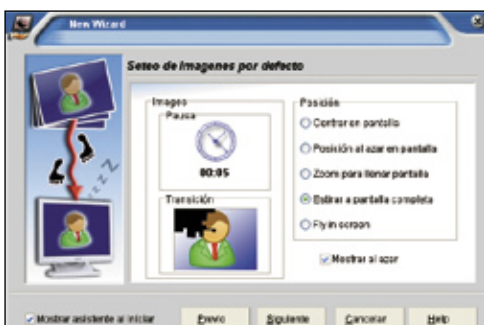 New Wizard
Seteo de Imagenes por defecto
Images
Pausa
00:05
Transición
Posición
Centrar en pantalla
Posición al azar en pantalla
Zoom para llenar pantalla
Estirar a pantalla completa
Fly in screen
Mostrar al azar
Mostrar asistente al iniciar
Previo
Siguiente
Cancelar
Help